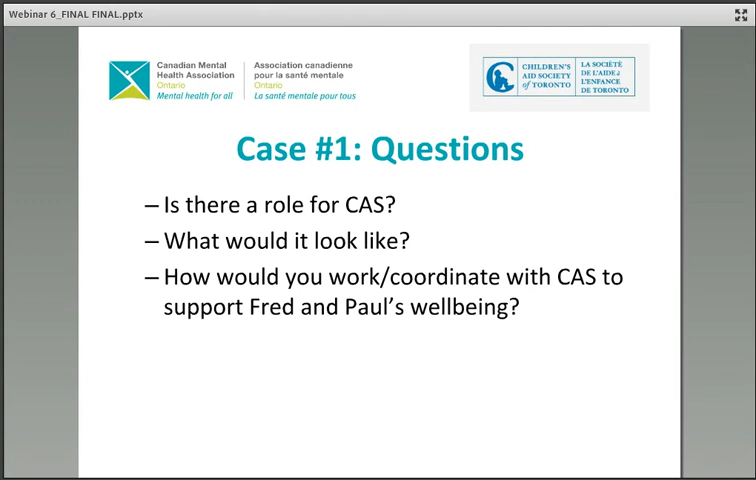 Webinar 6_FINAL FINAL.pptx
Canadian Mental
Health Association
Ontario
Mental health for all
Association canadienne
pour la santé mentale
Ontario
La santé mentale pour tous
CHILDREN'S
AID SOCIETY
of TORONTO
LA SOCIÉTÉ
DE L'AIDE À
L'ENFANCE
DE TORONTO
Case #1: Questions
– Is there a role for CAS?
– What would it look like?
– How would you work/coordinate with CAS to
support Fred and Paul's wellbeing?